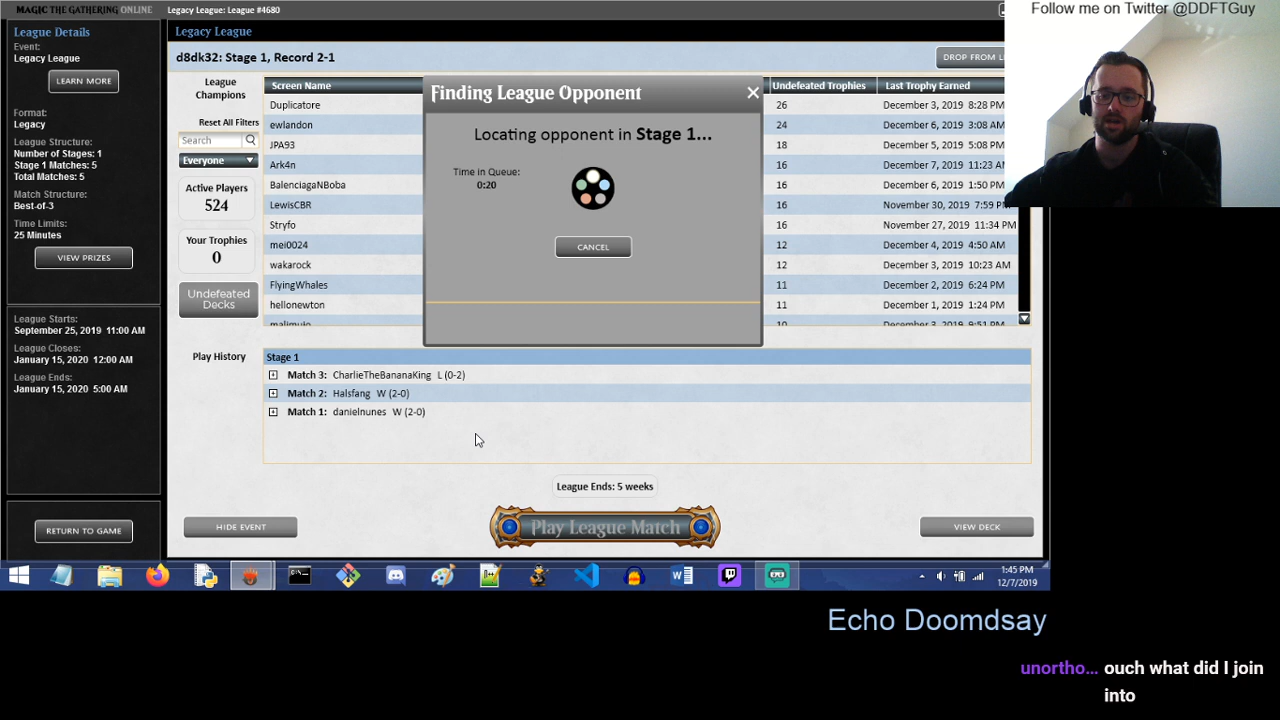 MAGIC THE GATHERING ONLINE
Legacy League: League #4680
Follow me on Twitter @DDFTGuy
League Details
Event:
Legacy League
LEARN MORE
Format:
Legacy
League Structure:
Number of Stages: 1
Stage 1 Matches: 5
Total Matches: 5
Match Structure:
Best-of-3
Time Limits:
25 Minutes
VIEW PRIZES
League Starts:
September 25, 2019 11:00 AM
League Closes:
January 15, 2020 12:00 AM
League Ends:
January 15, 2020 5:00 AM
RETURN TO GAME
Legacy League
d8dk32: Stage 1, Record 2-1
DROP FROM
League
Champions
Reset All Filters
Search
Everyone
Active Players
524
Your Trophies
0
Undefeated
Decks
Screen Name Undefeated Trophies Last Trophy Earned
Duplicatore 26 December 3, 2019 8:28 PM
ewlandon 24 December 6, 2019 3:08 AM
JPA93 18 December 5, 2019 5:08 PM
Ark4n 16 December 7, 2019 11:23 AM
BalenciagaNBoba 16 December 6, 2019 1:50 PM
LewisCBR 16 November 30, 2019 7:59 PM
Stryfo 16 November 27, 2019 11:34 PM
mei0024 12 December 4, 2019 4:50 AM
wakarock 12 December 3, 2019 10:23 AM
FlyingWhales 11 December 2, 2019 6:24 PM
hellonewton 11 December 1, 2019 1:24 PM
10 December 3, 2019 9:51 PM
Finding League Opponent
Locating opponent in Stage 1...
Time in Queue:
0:20
CANCEL
Play History
Stage 1
Match 3: CharlieTheBananaKing L (0-2)
Match 2: Halsfang W (2-0)
Match 1: danielnunes W (2-0)
League Ends: 5 weeks
HIDE EVENT
Play League Match
VIEW DECK
1:45 PM
12/7/2019
Echo Doomdsay
unortho... ouch what did I join
into